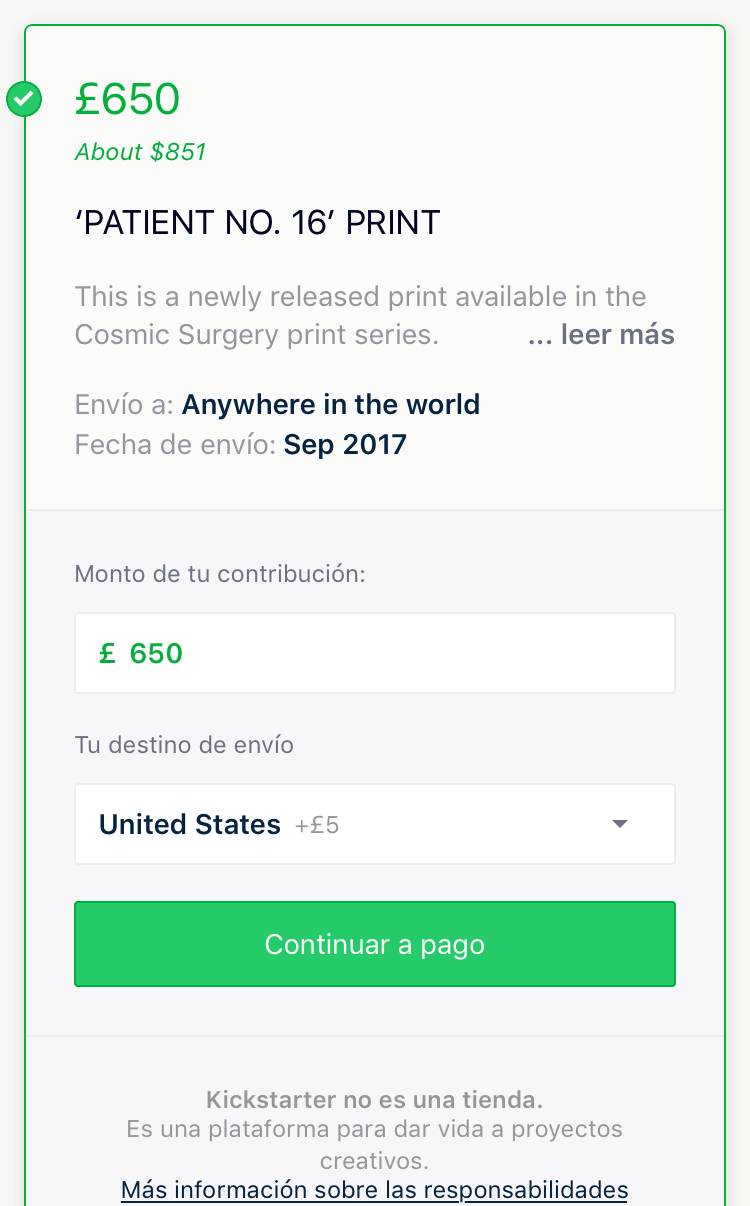 £650
About $851
‘PATIENT NO. 16’ PRINT
This is a newly released print available in the
Cosmic Surgery print series. ... leer más
Envío a: Anywhere in the world
Fecha de envío: Sep 2017
Monto de tu contribución:
£ 650
Tu destino de envío
United States +£5
Continuar a pago
Kickstarter no es una tienda.
Es una plataforma para dar vida a proyectos
creativos.
Más información sobre las responsabilidades